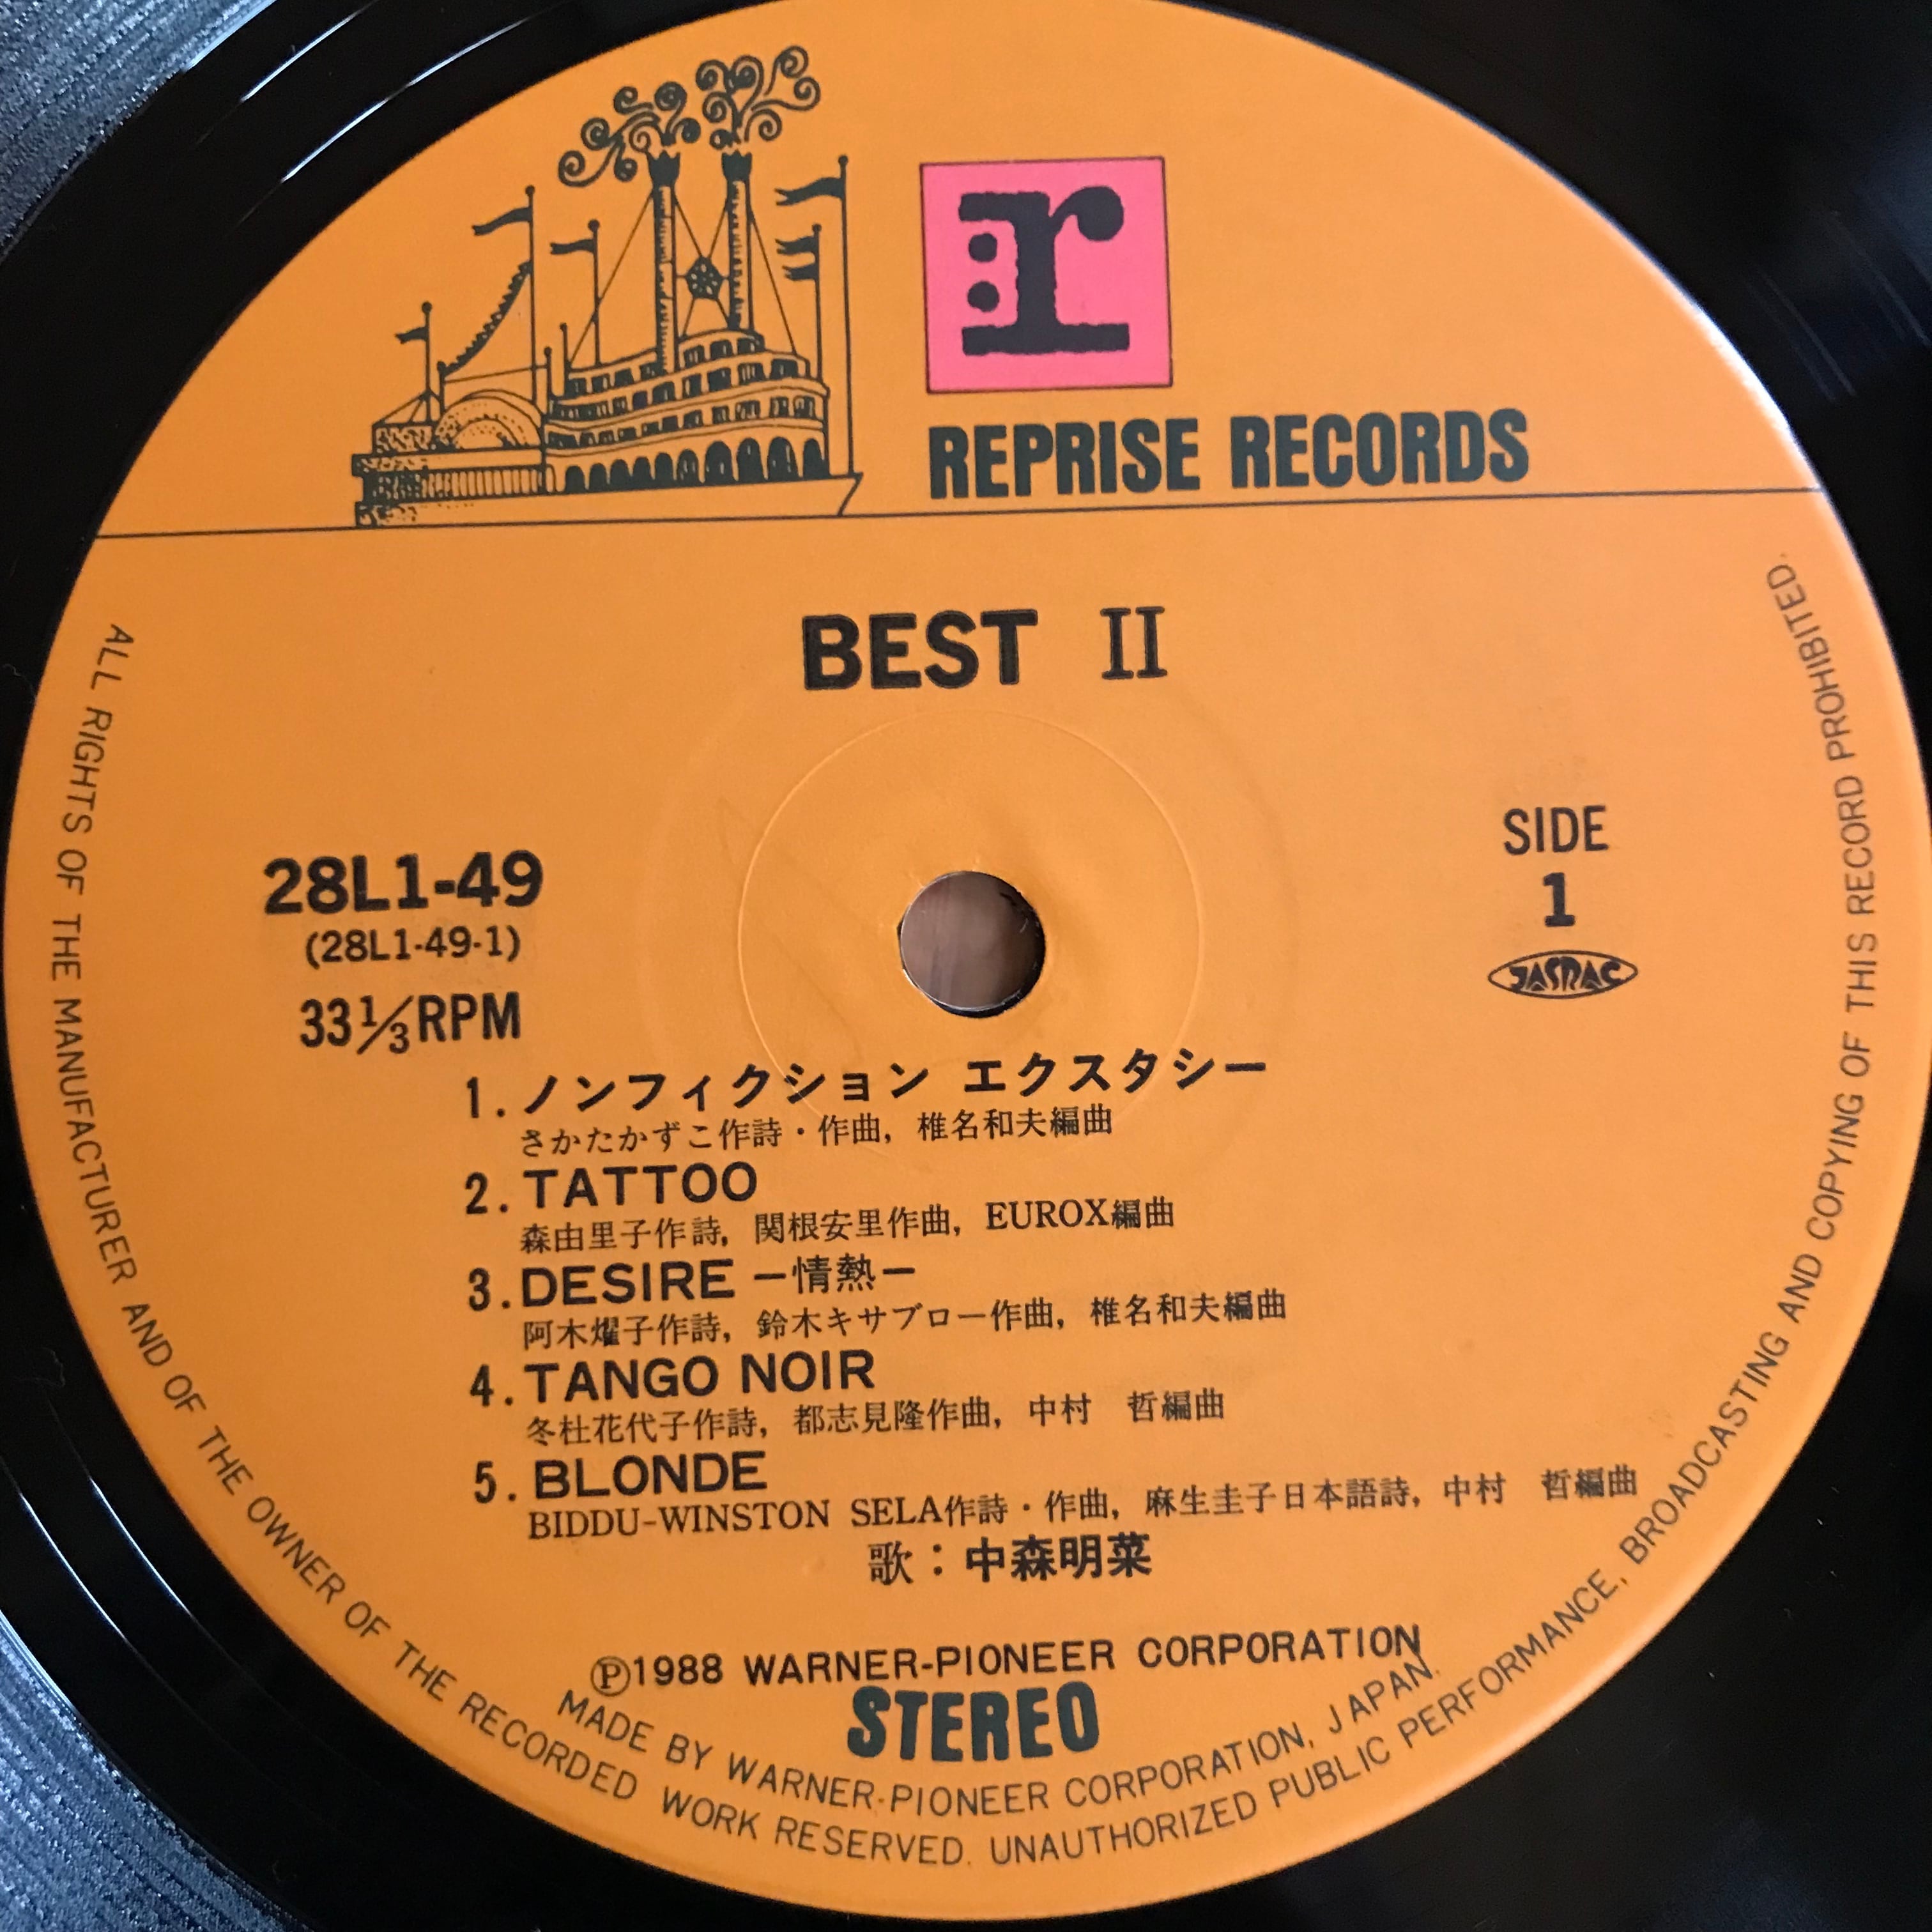 r:
REPRISE RECORDS
BEST II
28L1-49
(28L1-49-1)
33⅓RPM
SIDE
1
JASRAC
1.ノンフィクション エクスタシー
さかたかずこ作詩・作曲, 椎名和夫編曲
2.TATTOO
森由里子作詩, 関根安里作曲, EUROX編曲
3.DESIRE －情熱－
阿木燿子作詩, 鈴木キサブロー作曲, 椎名和夫編曲
4.TANGO NOIR
冬杜花代子作詩, 都志見隆作曲, 中村 哲編曲
5.BLONDE
BIDDU-WINSTON SELA作詩・作曲, 麻生圭子日本語詩, 中村 哲編曲
歌：中森明菜
Ⓟ1988 WARNER-PIONEER CORPORATION
STEREO
MADE BY WARNER-PIONEER CORPORATION, JAPAN.
ALL RIGHTS OF THE MANUFACTURER AND OF THE OWNER OF THE RECORDED WORK RESERVED. UNAUTHORIZED PUBLIC PERFORMANCE, BROADCASTING AND COPYING OF THIS RECORD PROHIBITED.